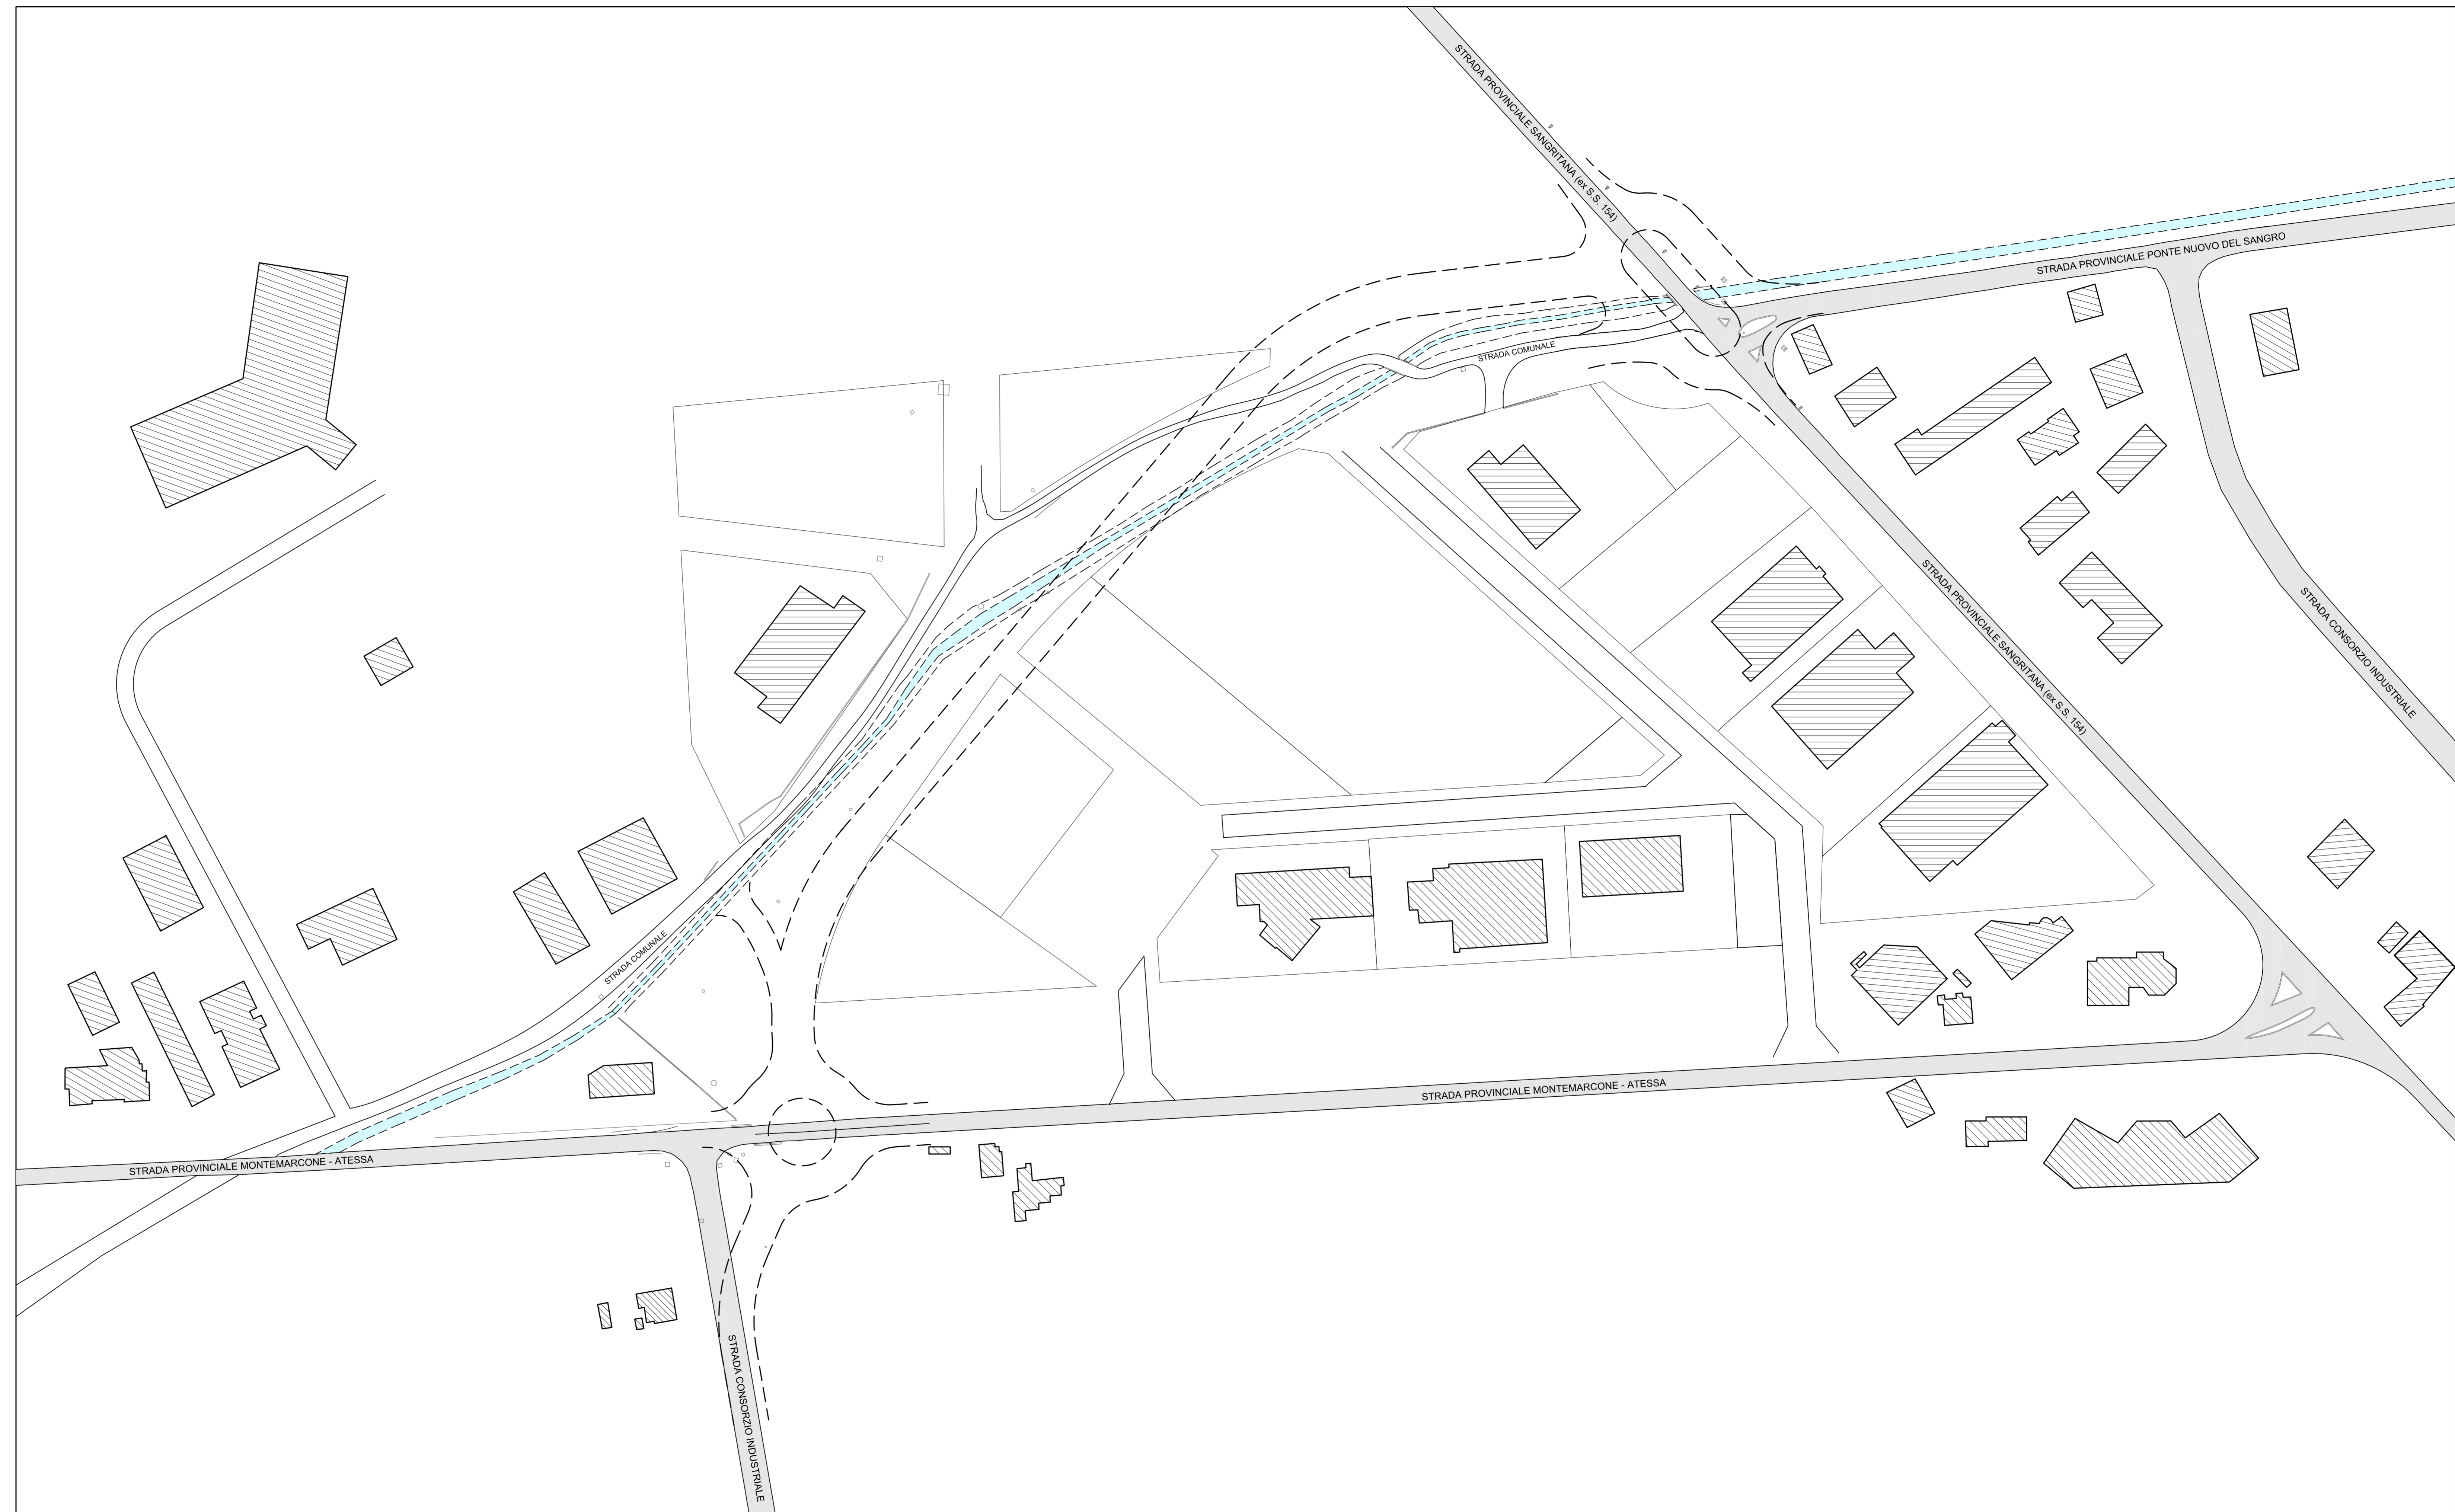 STRADA PROVINCIALE SANGRITANA (ex S.S. 154)
STRADA PROVINCIALE PONTE NUOVO DEL SANGRO
STRADA COMUNALE
STRADA PROVINCIALE SANGRITANA (ex S.S. 154)
STRADA CONSORZIO INDUSTRIALE
STRADA COMUNALE
STRADA PROVINCIALE MONTEMARCONE - ATESSA
STRADA PROVINCIALE MONTEMARCONE - ATESSA
STRADA CONSORZIO INDUSTRIALE